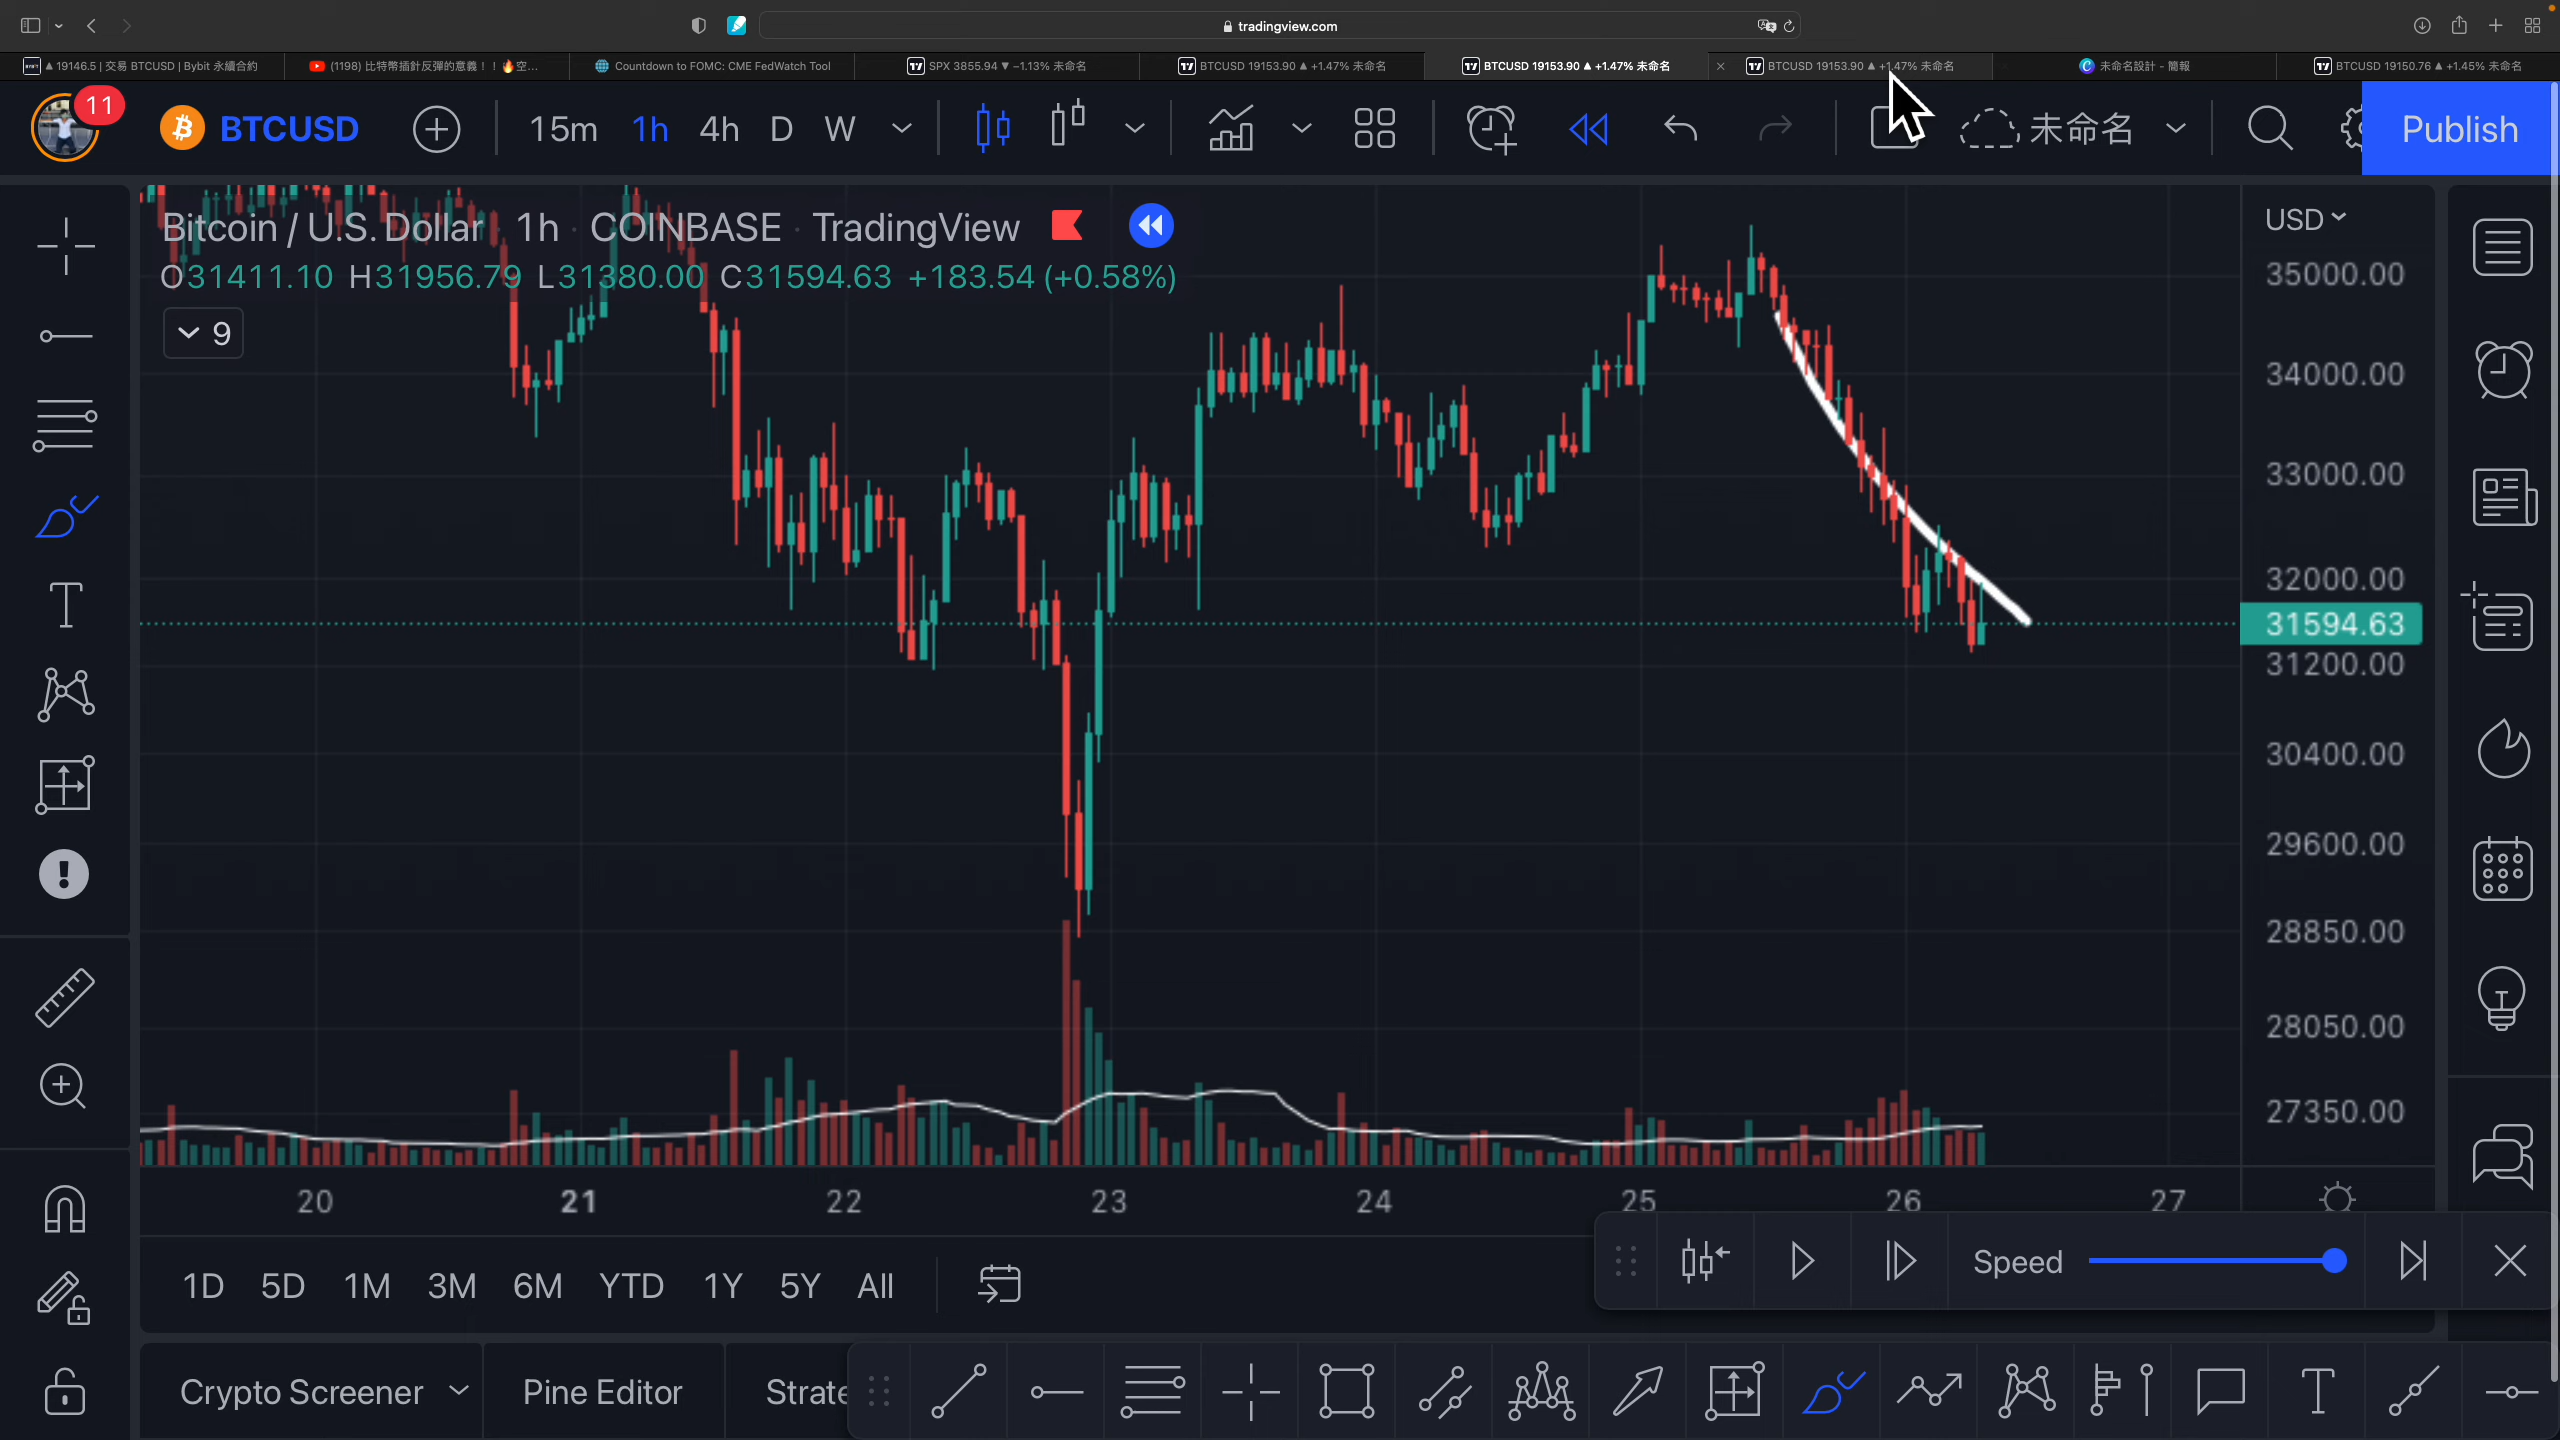 tradingview.com
▲ 19146.5 | 交易 BTCUSD | Bybit 永續合約
(1198) 比特幣插針反彈的意義！！🔥空...
Countdown to FOMC: CME FedWatch Tool
SPX 3855.94 ▼ −1.13% 未命名
BTCUSD 19153.90 ▲ +1.47% 未命名
BTCUSD 19153.90 ▲ +1.47% 未命名
BTCUSD 19153.90 ▲ +1.47% 未命名
未命名設計 - 簡報
BTCUSD 19150.76 ▲ +1.45% 未命名
11
BTCUSD
15m 1h 4h D W
未命名
Publish
Bitcoin / U.S. Dollar · 1h · COINBASE · TradingView
O31411.10 H31956.79 L31380.00 C31594.63 +183.54 (+0.58%)
9
USD
35000.00
34000.00
33000.00
32000.00
31594.63
31200.00
30400.00
29600.00
28850.00
28050.00
27350.00
20 21 22 23 24 25 26 27
1D 5D 1M 3M 6M YTD 1Y 5Y All
Speed
Crypto Screener
Pine Editor
Strate